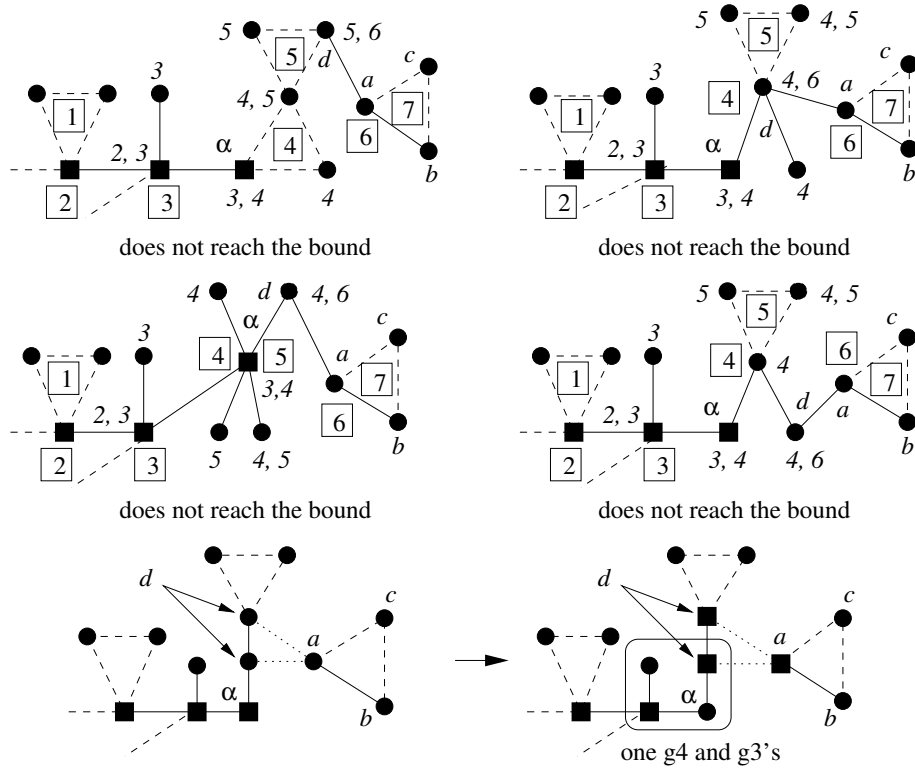 5 5, 6 5 4, 5
5 d c 5 c
1 3 a 7 1 3 4, 6 a 7
4, 5 6 4 6
2, 3 α 4 b 2, 3 α d b
2 3 3, 4 4 2 3 3, 4 4
does not reach the bound does not reach the bound
4 d 4, 6 5 4, 5
α c 5 c
3 4 5 3 4 6
1 3,4 a 7 1 4 7
2, 3 6 b 2, 3 α d a b
2 3 5 4, 5 2 3 3, 4 4, 6
does not reach the bound does not reach the bound
d c d c
a a
α b α b
one g4 and g3's